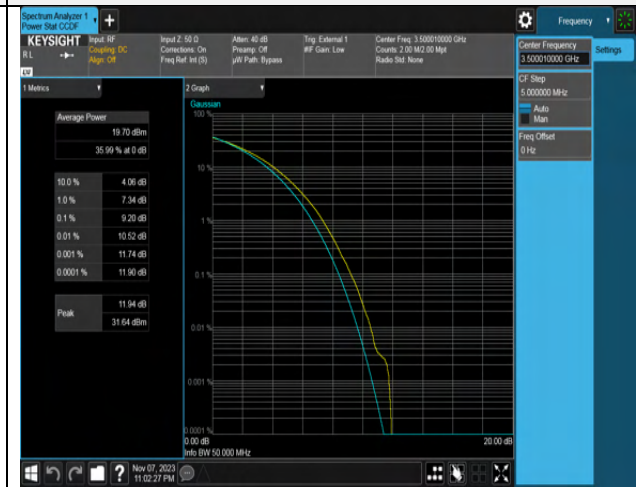 Spectrum Analyzer 1
Power Stat CCDF
Frequency
KEYSIGHT
R L
Input: RF
Coupling: DC
Align: Off
Input Z: 50 Ω
Corrections: On
Freq Ref: Int (S)
Atten: 40 dB
Preamp: Off
µW Path: Bypass
Trig: External 1
#IF Gain: Low
Center Freq: 3.500010000 GHz
Counts: 2.00 M/2.00 Mpt
Radio Std: None
LV
Center Frequency
3.500010000 GHz
Settings
CF Step
5.000000 MHz
Auto
Man
Freq Offset
0 Hz
1 Metrics
Average Power
19.70 dBm
35.99 % at 0 dB
10.0 % 4.06 dB
1.0 % 7.34 dB
0.1 % 9.20 dB
0.01 % 10.52 dB
0.001 % 11.74 dB
0.0001 % 11.90 dB
Peak
11.94 dB
31.64 dBm
2 Graph
Gaussian
100 %
10 %
1 %
0.1 %
0.01 %
0.001 %
0.0001 %
0.00 dB 20.00 dB
Info BW 50.000 MHz
?
Nov 07, 2023
11:02:27 PM